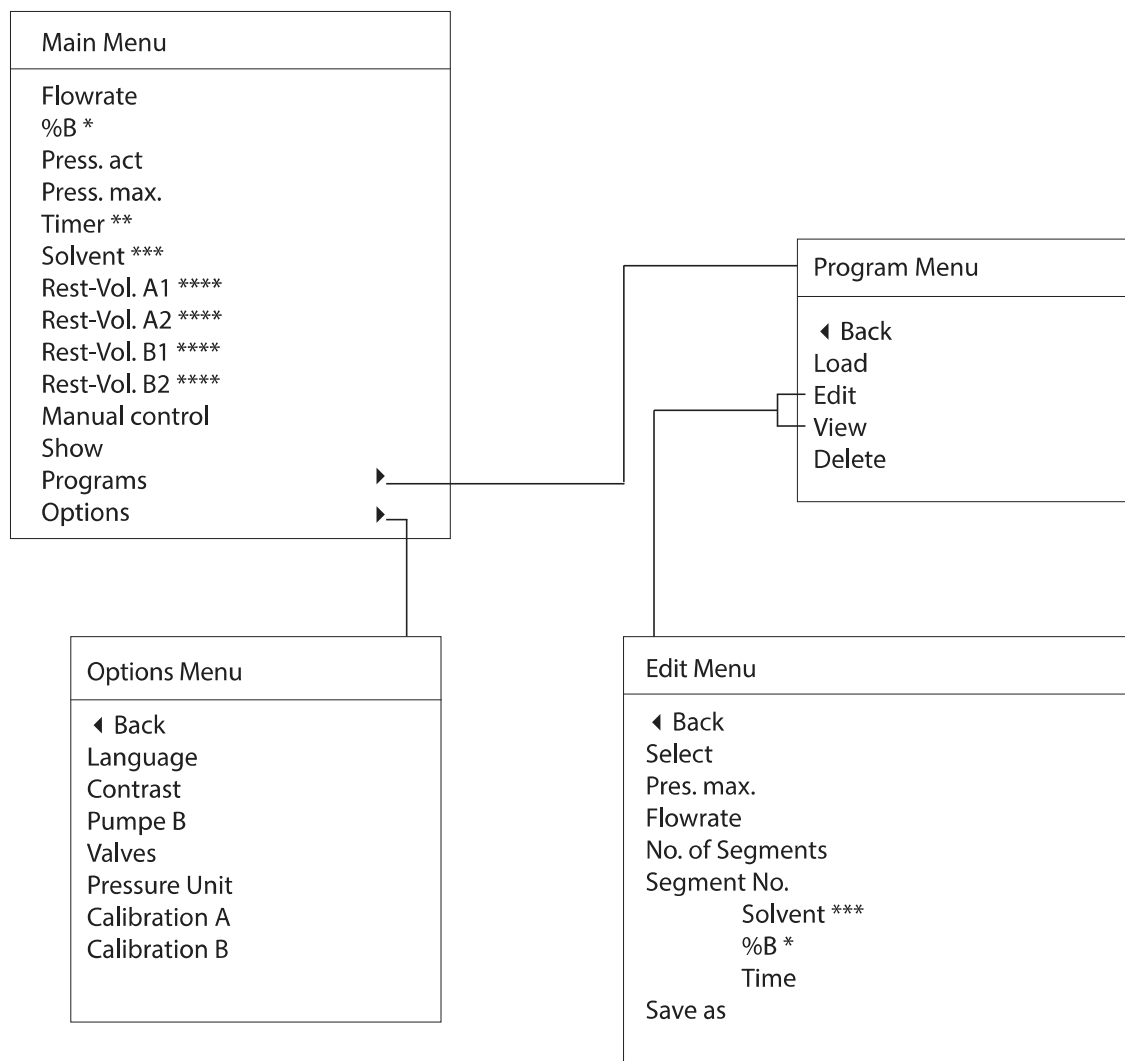 Main Menu
Flowrate
%B *
Press. act
Press. max.
Timer **
Solvent ***
Rest-Vol. A1 ****
Rest-Vol. A2 ****
Rest-Vol. B1 ****
Rest-Vol. B2 ****
Manual control
Show
Programs
Options
Program Menu
Back
Load
Edit
View
Delete
Options Menu
Back
Language
Contrast
Pumpe B
Valves
Pressure Unit
Calibration A
Calibration B
Edit Menu
Back
Select
Pres. max.
Flowrate
No. of Segments
Segment No.
Solvent ***
%B *
Time
Save as